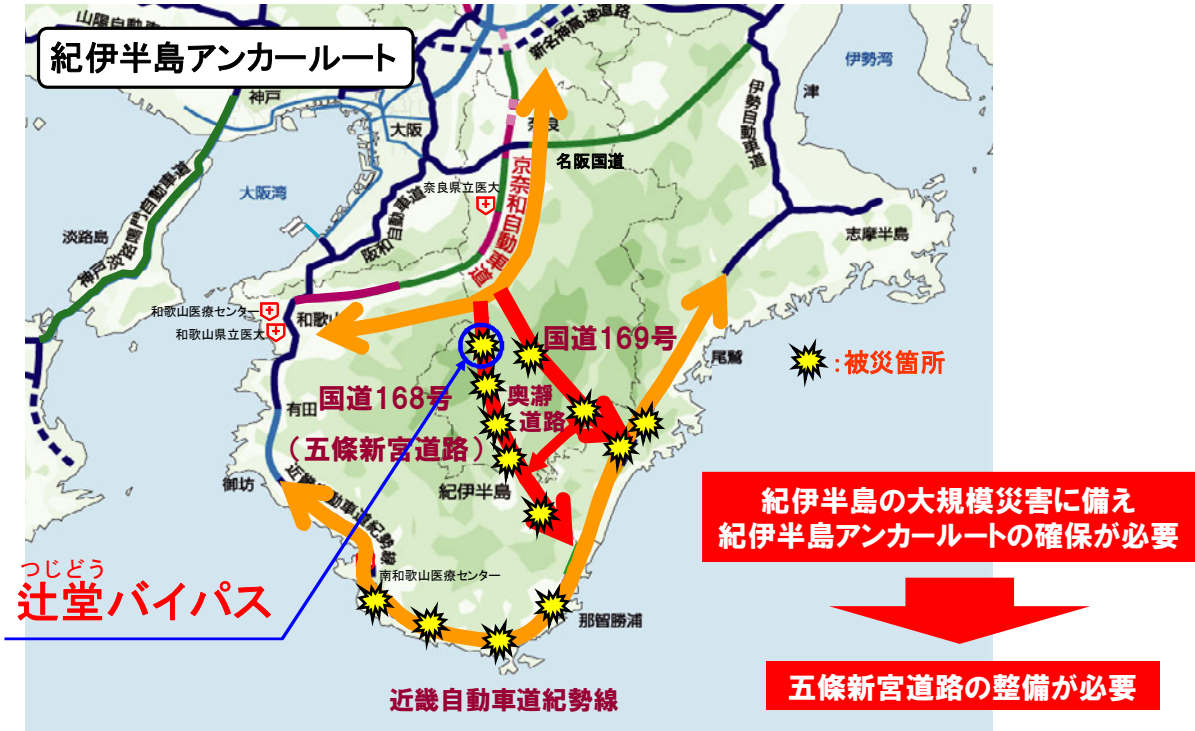 紀伊半島アンカールート
山陽自動車道
新名神高速道路
伊勢湾
神戸
津
大阪
奈良
伊勢自動車道
名阪国道
大阪湾
奈良県立医大
京奈和自動車道
阪和自動車道
淡路島
神戸淡路鳴門自動車道
志摩半島
和歌山医療センター
和歌山県立医大
和歌山
国道169号
尾鷲
:被災箇所
国道168号
(五條新宮道路)
奥瀞
道路
有田
御坊
近畿自動車道紀勢線
紀伊半島
紀伊半島の大規模災害に備え
紀伊半島アンカールートの確保が必要
つじどう
辻堂バイパス
南和歌山医療センター
那智勝浦
五條新宮道路の整備が必要
近畿自動車道紀勢線